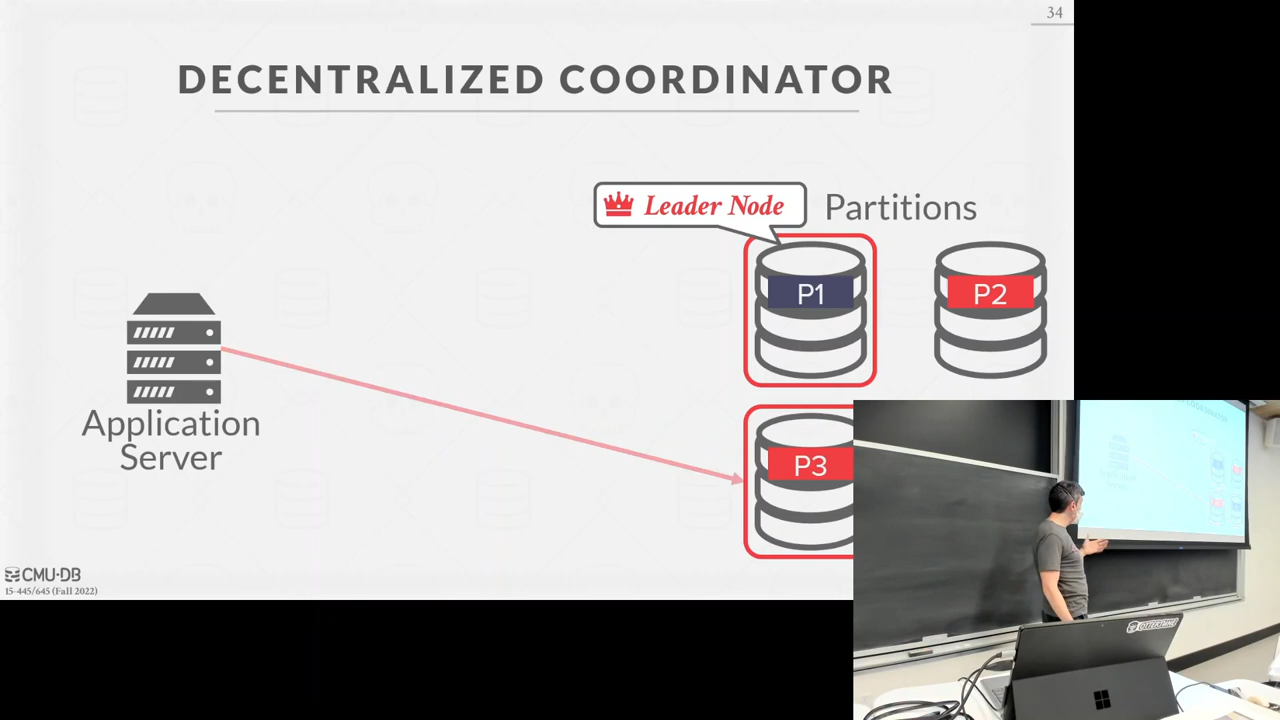 34
DECENTRALIZED COORDINATOR
Leader Node
Partitions
P1
P2
P3
Application
Server
CMU·DB
15-445/645 (Fall 2022)